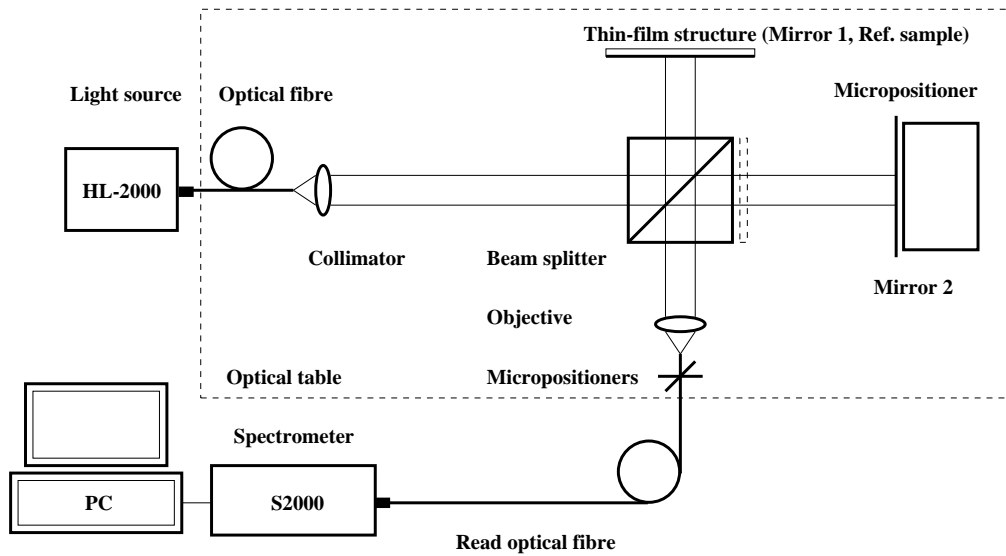 Thin-film structure (Mirror 1, Ref. sample)
Light source
Optical fibre
Micropositioner
HL-2000
Collimator
Beam splitter
Mirror 2
Objective
Optical table
Micropositioners
Spectrometer
PC
S2000
Read optical fibre